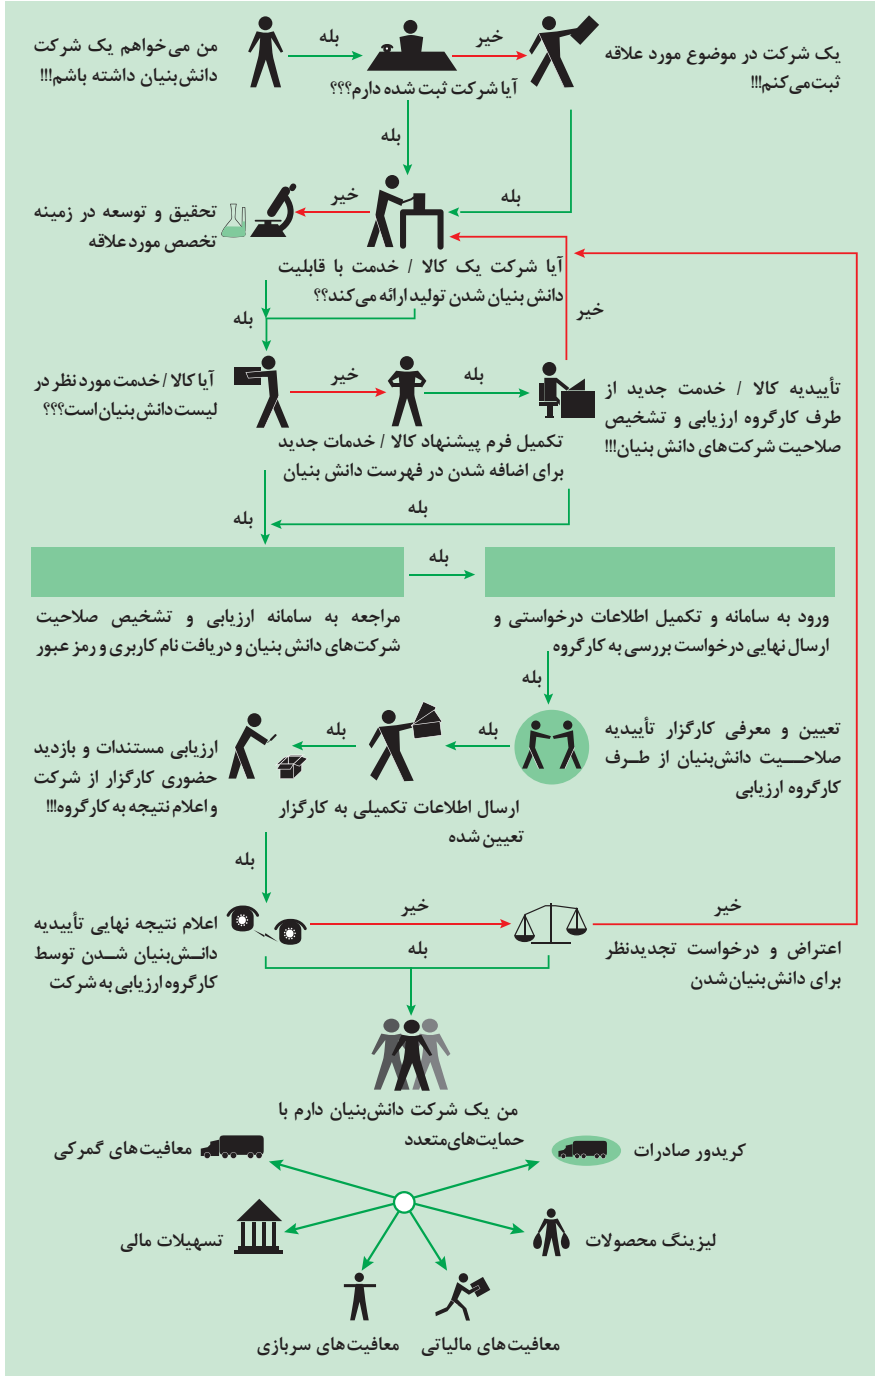 من می‌خواهم یک شرکت
دانش‌بنیان داشته باشم!!!
بله
آیا شرکت ثبت شده دارم؟؟؟
خیر
یک شرکت در موضوع مورد علاقه
ثبت‌می‌کنم!!!
بله
بله
خیر
تحقیق و توسعه در زمینه
تخصص مورد علاقه
آیا شرکت یک کالا / خدمت با قابلیت
دانش‌بنیان شدن تولید ارائه می‌کند؟؟
خیر
بله
آیا کالا / خدمت مورد نظر در
لیست دانش‌بنیان است؟؟؟
خیر
بله
تکمیل فرم پیشنهاد کالا / خدمات جدید
برای اضافه شدن در فهرست دانش بنیان
تأییدیه کالا / خدمت جدید از
طرف کارگروه ارزیابی و تشخیص
صلاحیت شرکت‌های دانش بنیان!!!
بله
بله
بله
مراجعه به سامانه ارزیابی و تشخیص صلاحیت
شرکت‌های دانش بنیان و دریافت نام کاربری و رمز عبور
ورود به سامانه و تکمیل اطلاعات درخواستی و
ارسال نهایی درخواست بررسی به کارگروه
بله
تعیین و معرفی کارگزار تأییدیه
صلاحـــیت دانش‌بنیان از طـرف
کارگروه ارزیابی
بله
ارسال اطلاعات تکمیلی به کارگزار
تعیین شده
بله
ارزیابی مستندات و بازدید
حضوری کارگزار از شرکت
و اعلام نتیجه به کارگروه!!!
بله
اعلام نتیجه نهایی تأییدیه
دانــش‌بنیان شــدن توسط
کارگروه ارزیابی به شرکت
خیر
بله
اعتراض و درخواست تجدیدنظر
برای دانش‌بنیان‌شدن
خیر
من یک شرکت دانش‌بنیان دارم با
حمایت‌های‌متعدد
کریدور صادرات
معافیت‌های گمرکی
لیزینگ محصولات
تسهیلات مالی
معافیت‌های مالیاتی
معافیت‌های سربازی